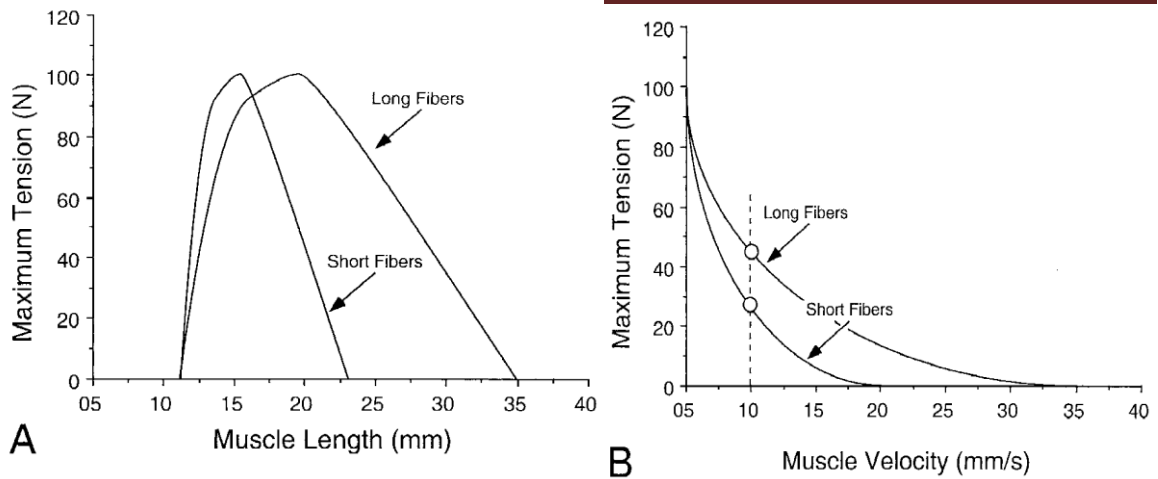 120
100
80
60
40
20
0
Maximum Tension (N)
Long Fibers
Short Fibers
05 10 15 20 25 30 35 40
Muscle Length (mm)
A
120
100
80
60
40
20
0
Maximum Tension (N)
Long Fibers
Short Fibers
05 10 15 20 25 30 35 40
Muscle Velocity (mm/s)
B